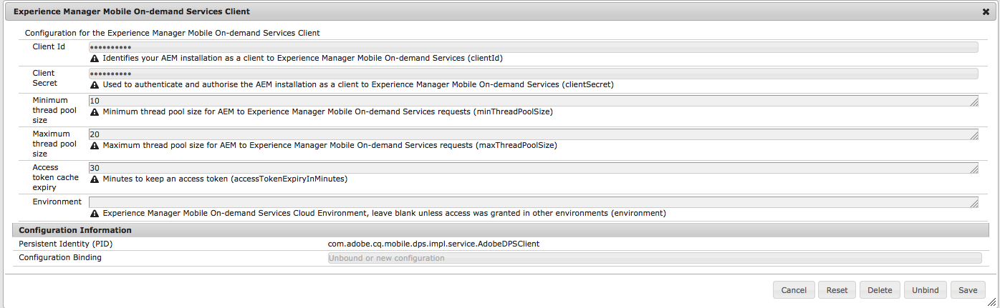 Experience Manager Mobile On-demand Services Client
Configuration for the Experience Manager Mobile On-demand Services Client
Client Id
••••••••••
Identifies your AEM installation as a client to Experience Manager Mobile On-demand Services (clientId)
Client
Secret
••••••••••
Used to authenticate and authorise the AEM installation as a client to Experience Manager Mobile On-demand Services (clientSecret)
Minimum
thread pool
size
10
Minimum thread pool size for AEM to Experience Manager Mobile On-demand Services requests (minThreadPoolSize)
Maximum
thread pool
size
20
Maximum thread pool size for AEM to Experience Manager Mobile On-demand Services requests (maxThreadPoolSize)
Access
token cache
expiry
30
Minutes to keep an access token (accessTokenExpiryInMinutes)
Environment
Experience Manager Mobile On-demand Services Cloud Environment, leave blank unless access was granted in other environments (environment)
Configuration Information
Persistent Identity (PID) com.adobe.cq.mobile.dps.impl.service.AdobeDPSClient
Configuration Binding Unbound or new configuration
Cancel Reset Delete Unbind Save